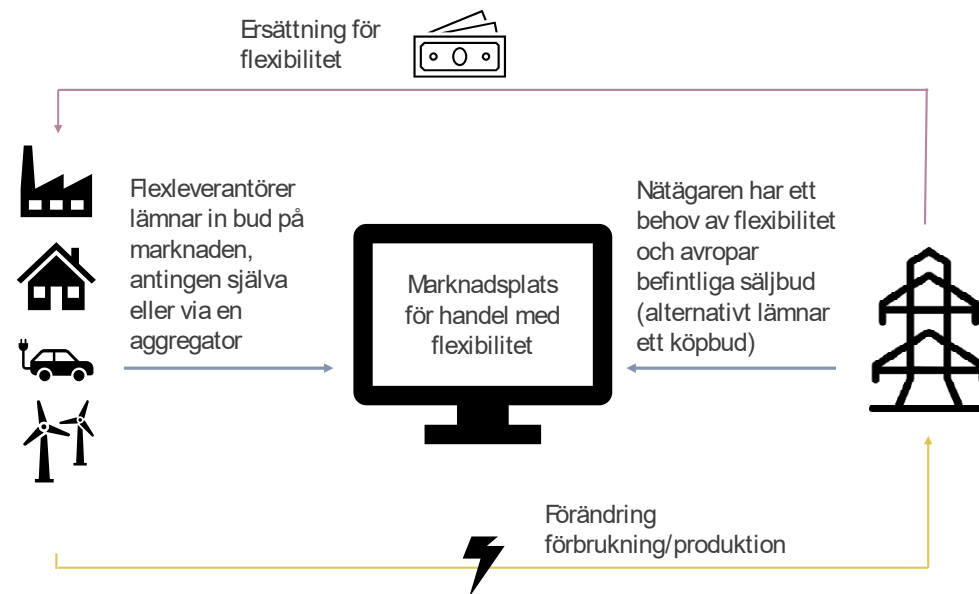 Ersättning för
flexibilitet
Flexleverantörer
lämnar in bud på
marknaden,
antingen själva
eller via en
aggregator
Marknadsplats
för handel med
flexibilitet
Nätägaren har ett
behov av flexibilitet
och avropar
befintliga säljbud
(alternativt lämnar
ett köpbud)
Förändring
förbrukning/produktion